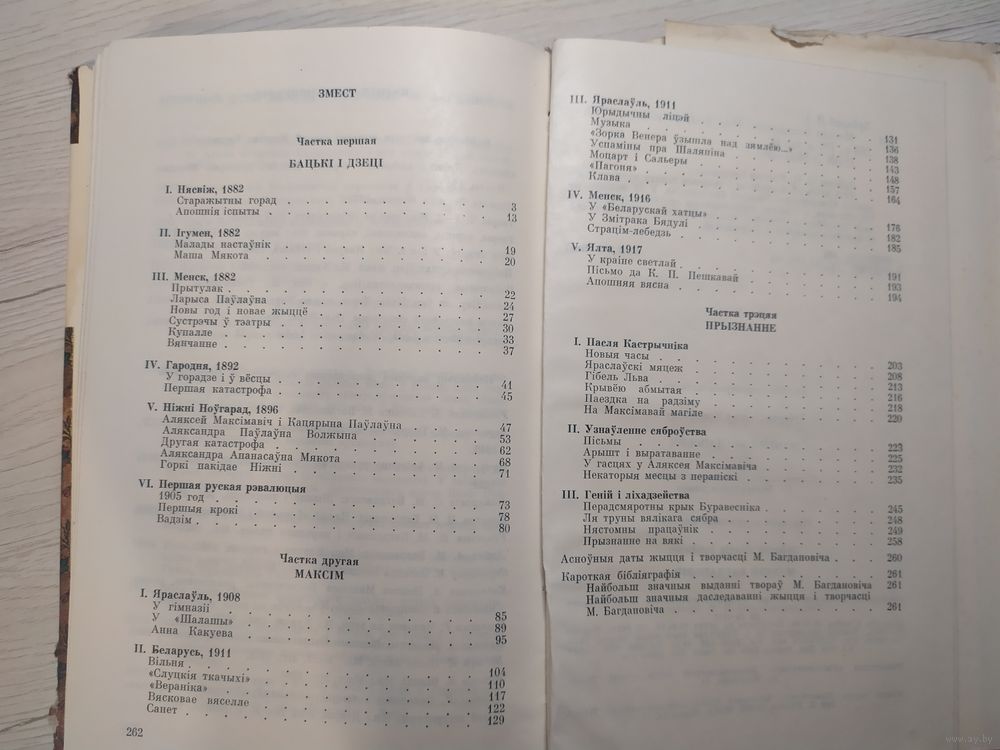 ЗМЕСТ
Частка першая
БАЦЬКІ І ДЗЕЦІ
I. Нясвіж, 1882
Старажытны горад . . . . . . . . . 3
Апошнія іспыты . . . . . . . . . 13
II. Ігумен, 1882
Малады настаўнік . . . . . . . . . 19
Маша Мякота . . . . . . . . . 20
III. Менск, 1882
Прытулак . . . . . . . . . 22
Ларыса Паўлаўна . . . . . . . . . 24
Новы год і новае жыццё . . . . . . . . . 27
Сустрэчы ў тэатры . . . . . . . . . 30
Купалле . . . . . . . . . 33
Вянчанне . . . . . . . . . 37
IV. Гародня, 1892
У горадзе і ў вёсцы . . . . . . . . . 41
Першая катастрофа . . . . . . . . . 45
V. Ніжні Ноўгарад, 1896
Аляксей Максімавіч і Кацярына Паўлаўна . . . . 47
Аляксандра Паўлаўна Волжына . . . . . . 53
Другая катастрофа . . . . . . . . . 62
Аляксандра Апанасаўна Мякота . . . . . . 68
Горкі пакідае Ніжні . . . . . . . . . 71
VI. Першая руская рэвалюцыя
1905 год . . . . . . . . . 73
Першыя крокі . . . . . . . . . 78
Вадзім . . . . . . . . . 80
Частка другая
МАКСІМ
I. Яраслаўль, 1908
У гімназіі . . . . . . . . . 85
У «Шалашы» . . . . . . . . . 89
Анна Какуева . . . . . . . . . 95
II. Беларусь, 1911
Вільня . . . . . . . . . 104
«Слуцкія ткачыхі» . . . . . . . . . 110
«Вераніка» . . . . . . . . . 117
Вясковае вяселле . . . . . . . . . 122
Санет . . . . . . . . . 129
262
III. Яраслаўль, 1911
Юрыдычны ліцэй . . . . . . . . . 131
Музыка . . . . . . . . . 136
«Зорка Венера ўзышла над зямлёю...» . . . . 138
Успаміны пра Шаляпіна . . . . . . . . . 143
Моцарт і Сальеры . . . . . . . . . 148
«Пагоня» . . . . . . . . . 157
Клава . . . . . . . . . 164
IV. Менск, 1916
У «Беларускай хатцы» . . . . . . . . . 176
У Змітрака Бядулі . . . . . . . . . 182
Страцім-лебедзь . . . . . . . . . 185
V. Ялта, 1917
У краіне светлай . . . . . . . . . 191
Пісьмо да К. П. Пешкавай . . . . . . . . . 193
Апошняя вясна . . . . . . . . . 194
Частка трэцяя
ПРЫЗНАННЕ
I. Пасля Кастрычніка
Новыя часы . . . . . . . . . 203
Яраслаўскі мяцеж . . . . . . . . . 208
Гібель Льва . . . . . . . . . 213
Крывёю абмытая . . . . . . . . . 216
Паездка на радзіму . . . . . . . . . 218
На Максімавай магіле . . . . . . . . . 220
II. Узнаўленне сяброўства
Пісьмы . . . . . . . . . 223
Арышт і выратаванне . . . . . . . . . 225
У гасцях у Аляксея Максімавіча . . . . . . 232
Некаторыя месцы з перапіскі . . . . . . 235
III. Геній і ліхадзейства
Перадсмяротны крык Буравесніка . . . . . . 245
Ля труны вялікага сябра . . . . . . . . . 248
Нястомны працаўнік . . . . . . . . . 249
Прызнанне на вякі . . . . . . . . . 258
Асноўныя даты жыцця і творчасці М. Багдановіча . . . . 260
Кароткая бібліяграфія . . . . . . . . . 261
Найбольш значныя выданні твораў М. Багдановіча 261
Найбольш значныя даследаванні жыцця і творчасці
М. Багдановіча . . . . . . . . . 261
www.ay.by